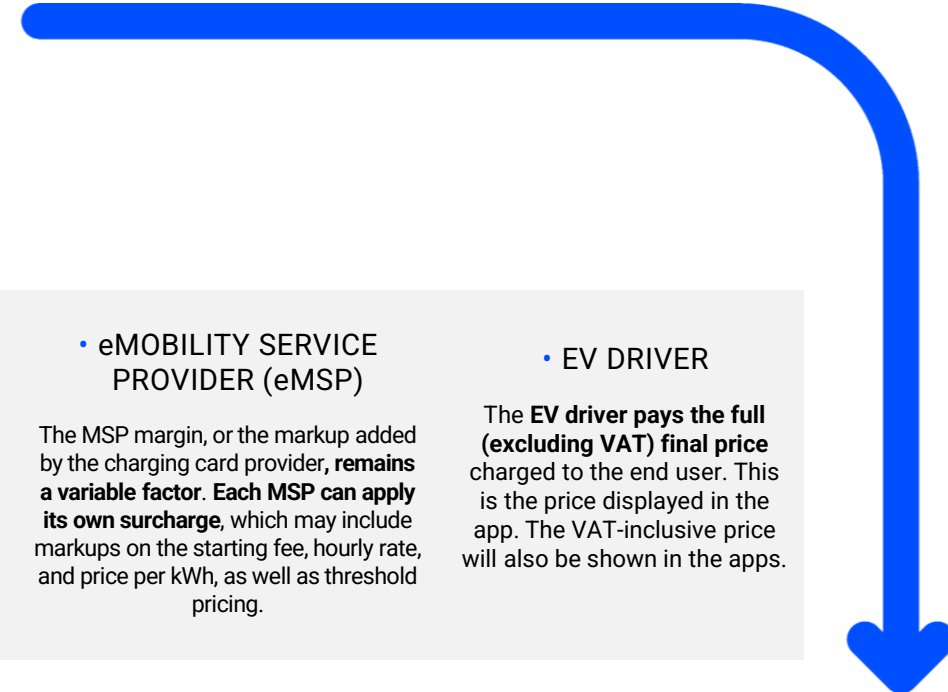 • eMOBILITY SERVICE
PROVIDER (eMSP)
The MSP margin, or the markup added
by the charging card provider, remains
a variable factor. Each MSP can apply
its own surcharge, which may include
markups on the starting fee, hourly rate,
and price per kWh, as well as threshold
pricing.
• EV DRIVER
The EV driver pays the full
(excluding VAT) final price
charged to the end user. This
is the price displayed in the
app. The VAT-inclusive price
will also be shown in the apps.